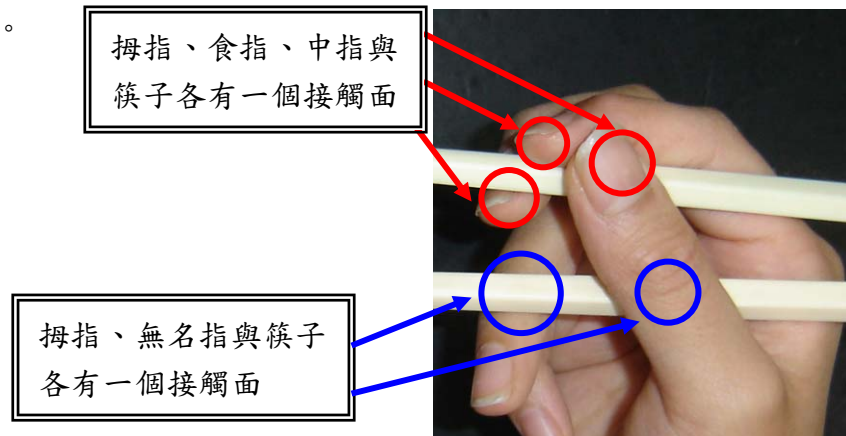 。
拇指、食指、中指與
筷子各有一個接觸面
拇指、無名指與筷子
各有一個接觸面